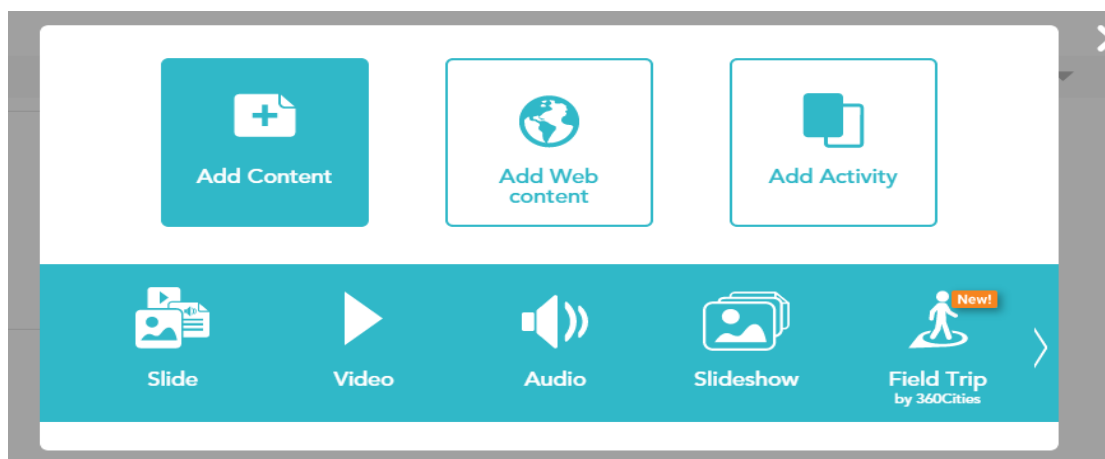 Add Content
Add Web
content
Add Activity
New!
Slide
Video
Audio
Slideshow
Field Trip
by 360Cities